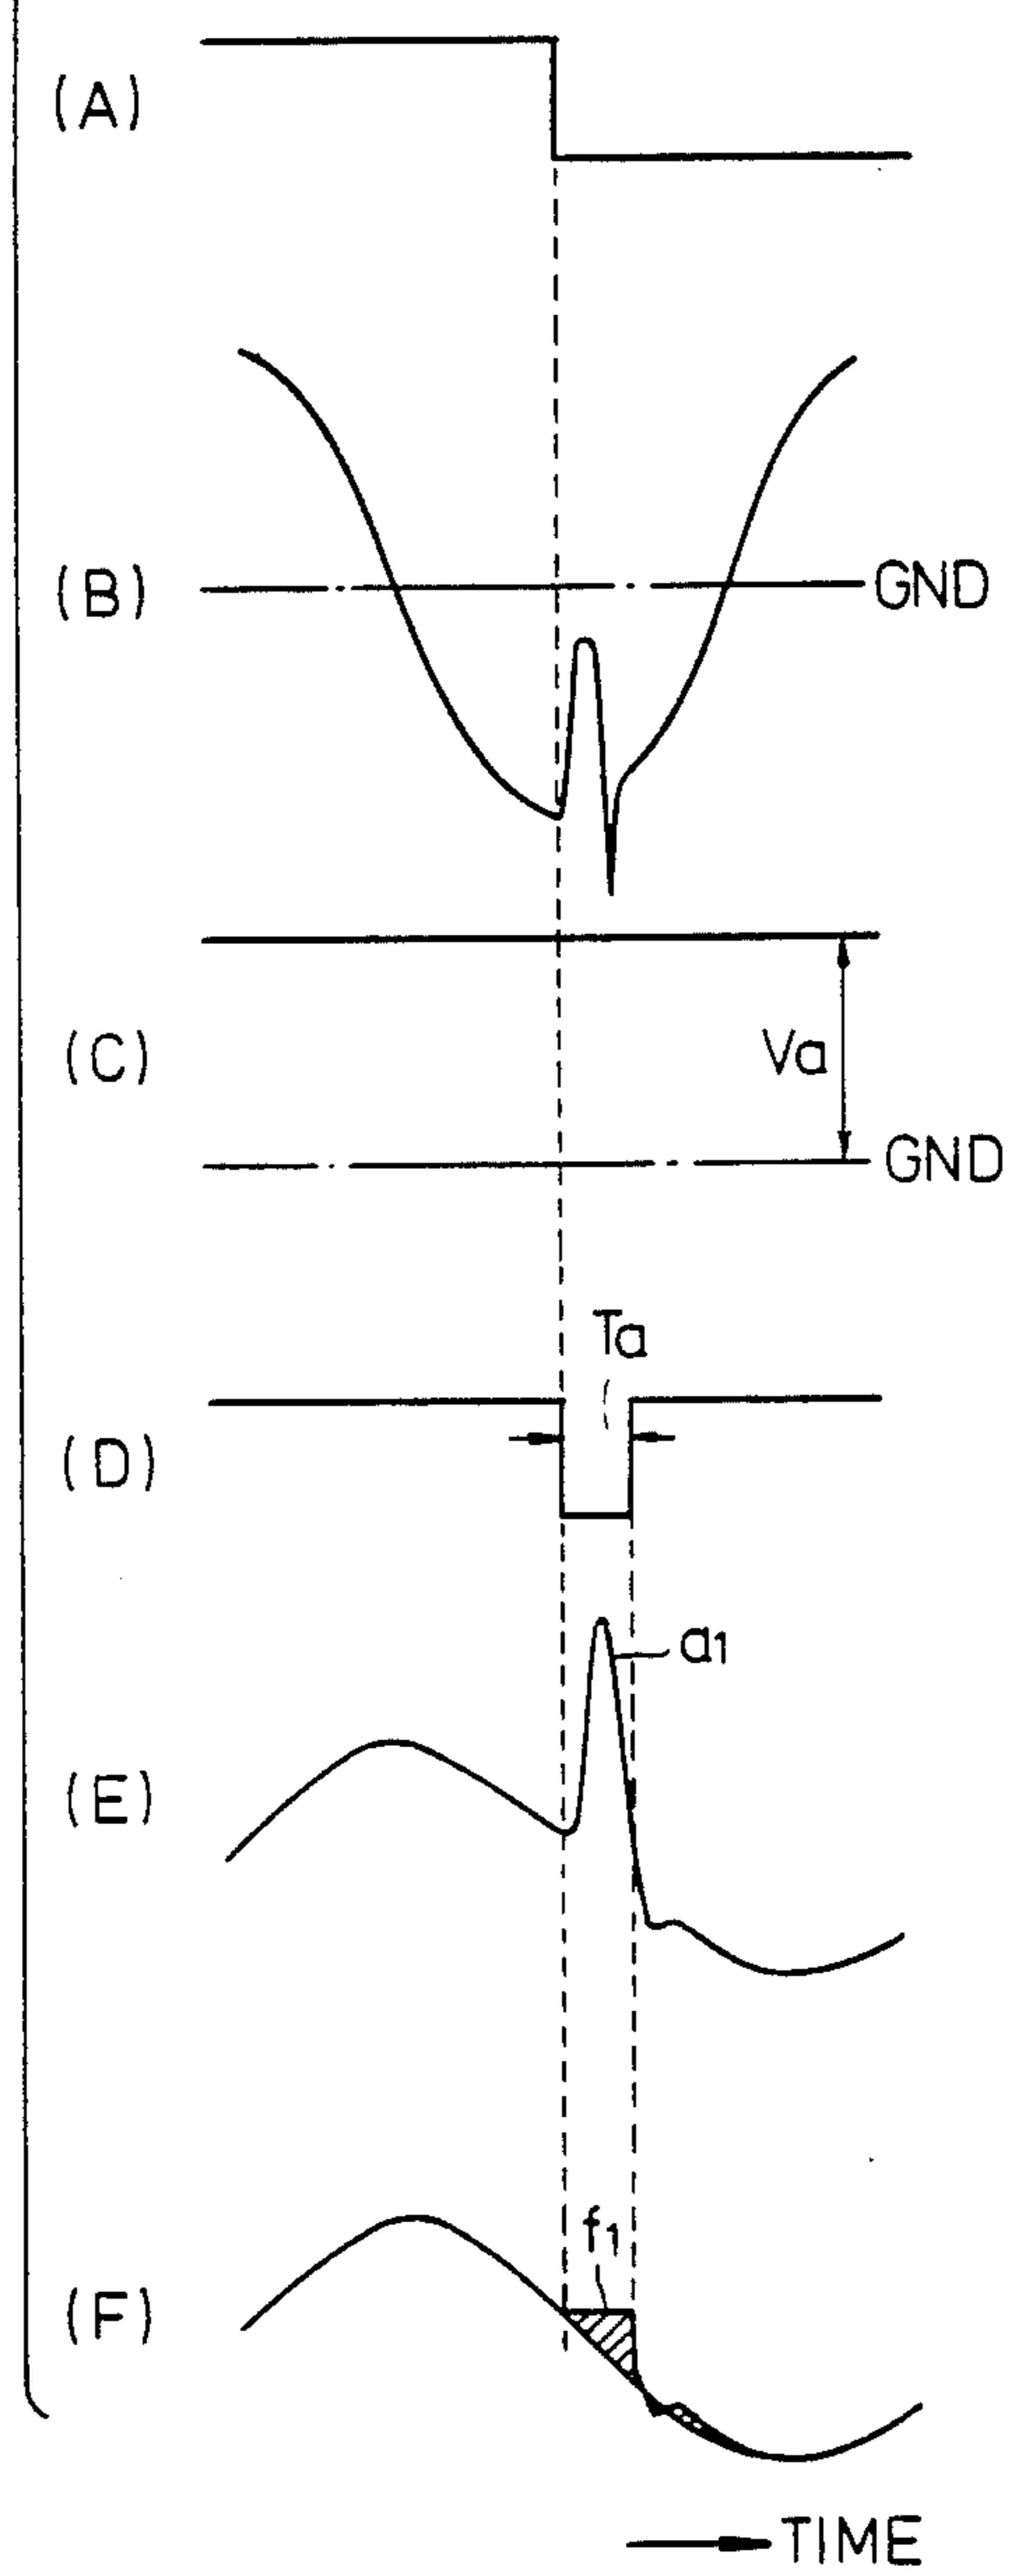 (A)
(B)
GND
(C)
Va
GND
Ta
(D)
a1
(E)
f1
(F)
TIME